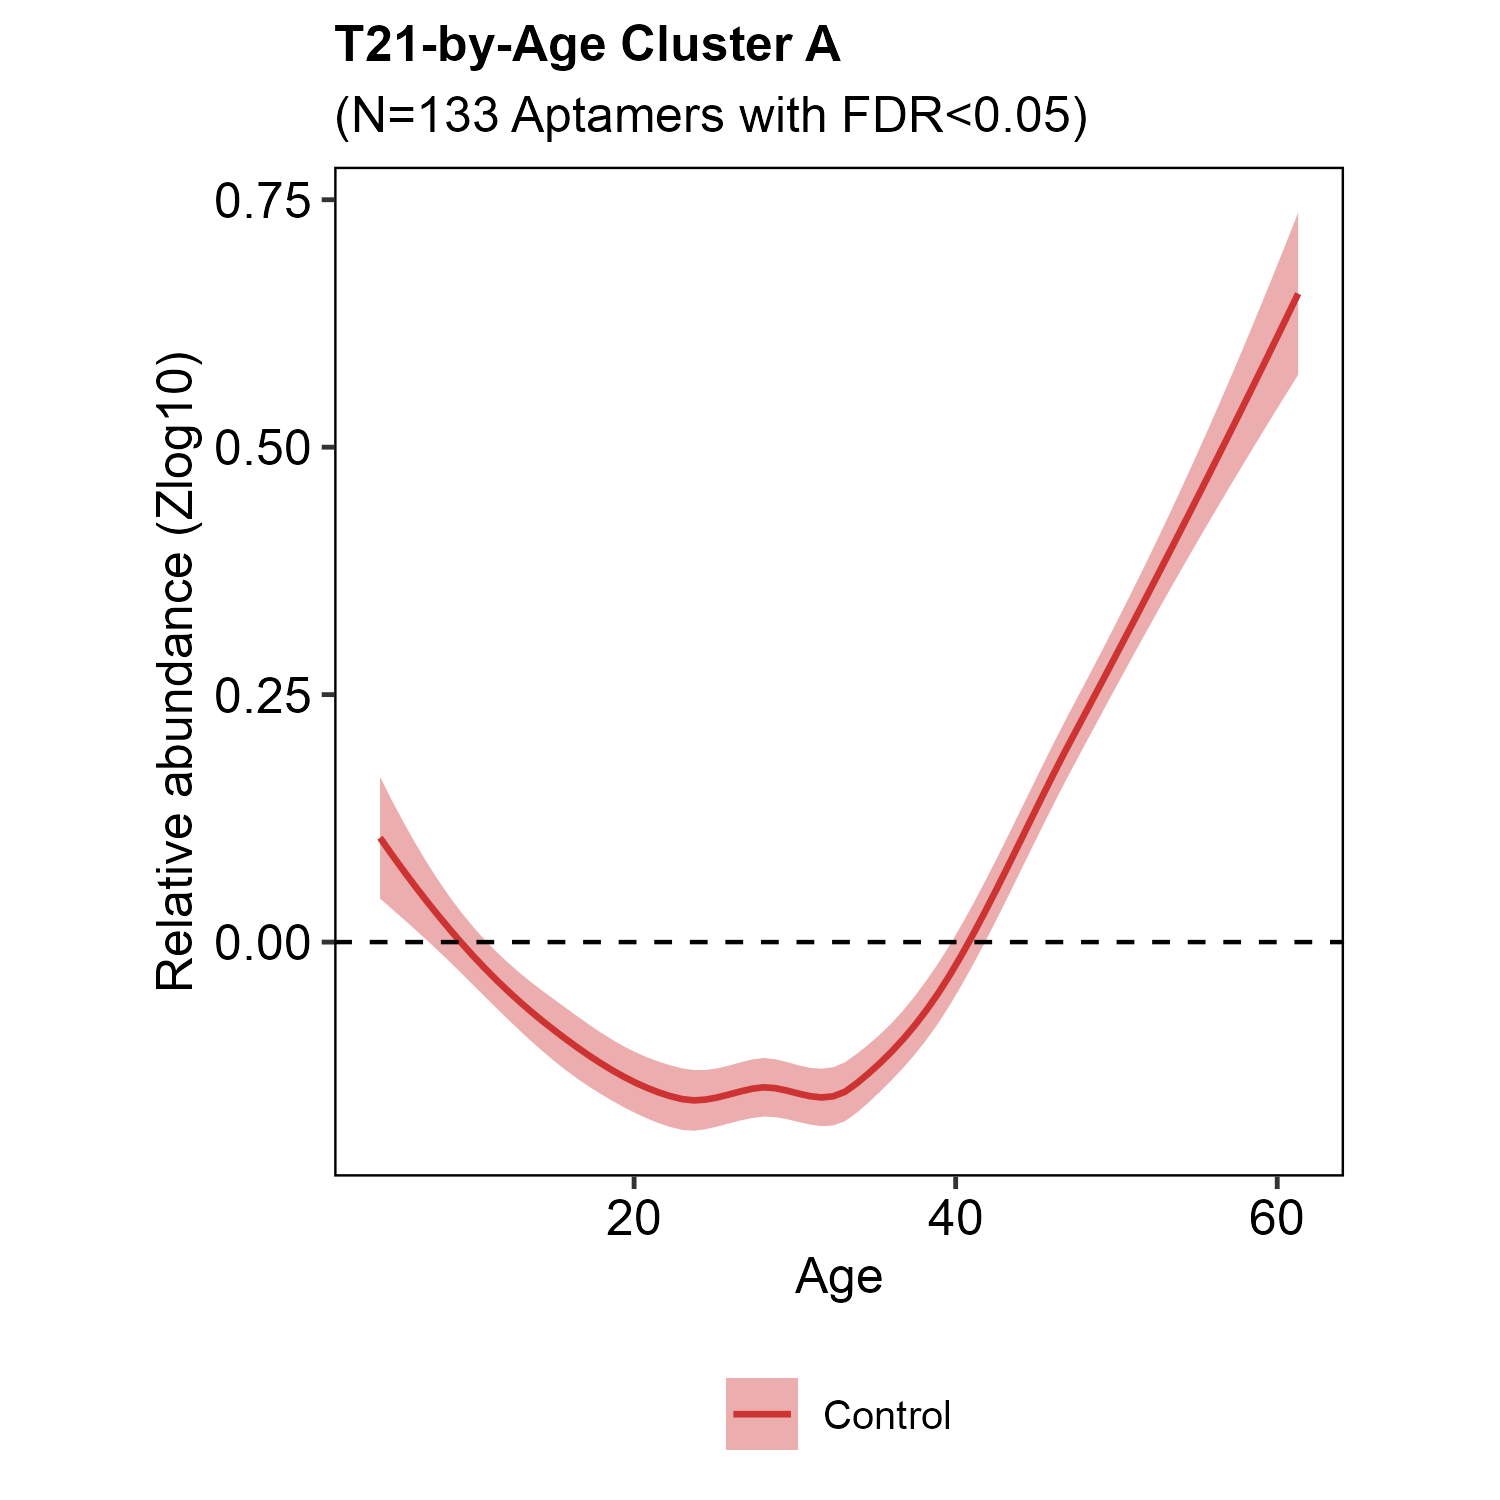 T21-by-Age Cluster A
(N=133 Aptamers with FDR<0.05)
Relative abundance (Zlog10)
0.75
0.50
0.25
0.00
20 40 60
Age
Control